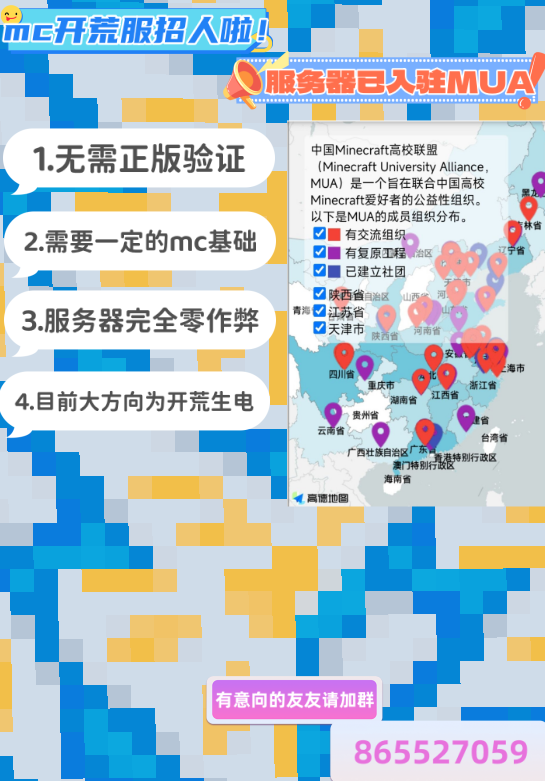 mc开荒服招人啦!
服务器已入驻MUA
1.无需正版验证
2.需要一定的mc基础
3.服务器完全零作弊
4.目前大方向为开荒生电
中国Minecraft高校联盟
（Minecraft University Alliance,
MUA）是一个旨在联合中国高校
Minecraft爱好者的公益性组织。
以下是MUA的成员组织分布。
有交流组织
有复原工程
已建立社团
陕西省
江苏省
天津市
辽宁省
山西省
河南省
陕西省
四川省
重庆市
湖南省
江西省
浙江省
上海市
贵州省
云南省
广西壮族自治区
广东省
台湾省
香港特别行政区
澳门特别行政区
海南省
高德地图
有意向的友友请加群
865527059